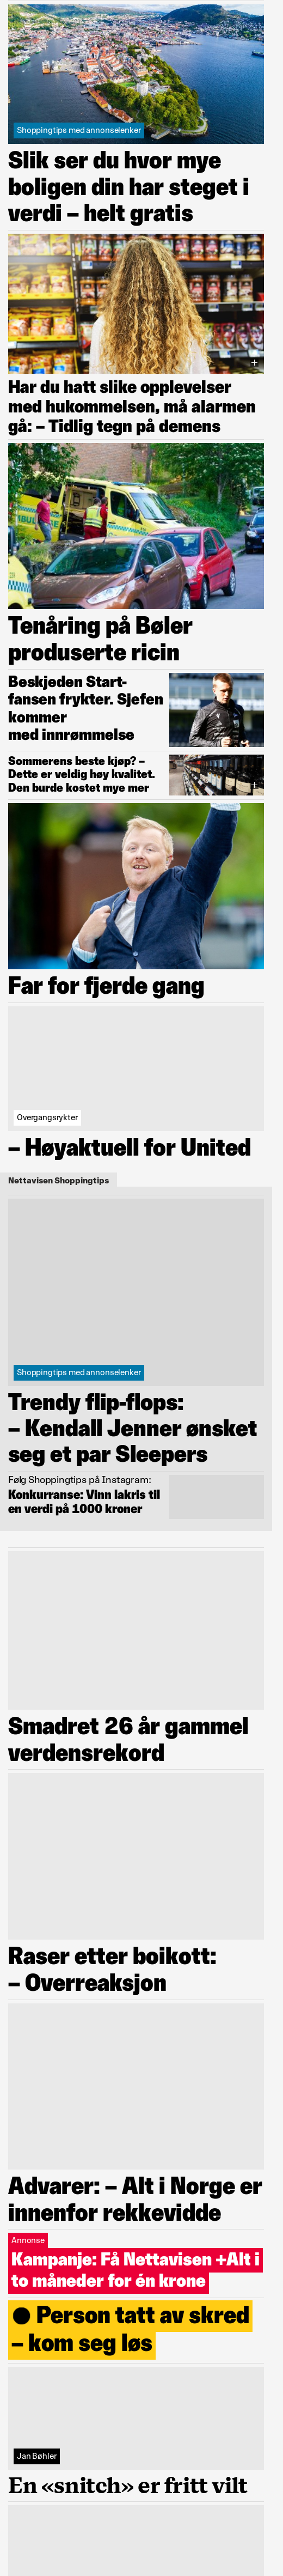 Shoppingtips med annonselenker
Slik ser du hvor mye
boligen din har steget i
verdi – helt gratis
Har du hatt slike opplevelser
med hukommelsen, må alarmen
gå: – Tidlig tegn på demens
Tenåring på Bøler
produserte ricin
Beskjeden Start-
fansen frykter. Sjefen
kommer
med innrømmelse
Sommerens beste kjøp? –
Dette er veldig høy kvalitet.
Den burde kostet mye mer
Far for fjerde gang
Overgangsrykter
– Høyaktuell for United
Nettavisen Shoppingtips
Shoppingtips med annonselenker
Trendy flip-flops:
– Kendall Jenner ønsket
seg et par Sleepers
Følg Shoppingtips på Instagram:
Konkurranse: Vinn lakris til
en verdi på 1000 kroner
Smadret 26 år gammel
verdensrekord
Raser etter boikott:
– Overreaksjon
Advarer: – Alt i Norge er
innenfor rekkevidde
Annonse
Kampanje: Få Nettavisen +Alt i
to måneder for én krone
● Person tatt av skred
– kom seg løs
Jan Bøhler
En «snitch» er fritt vilt